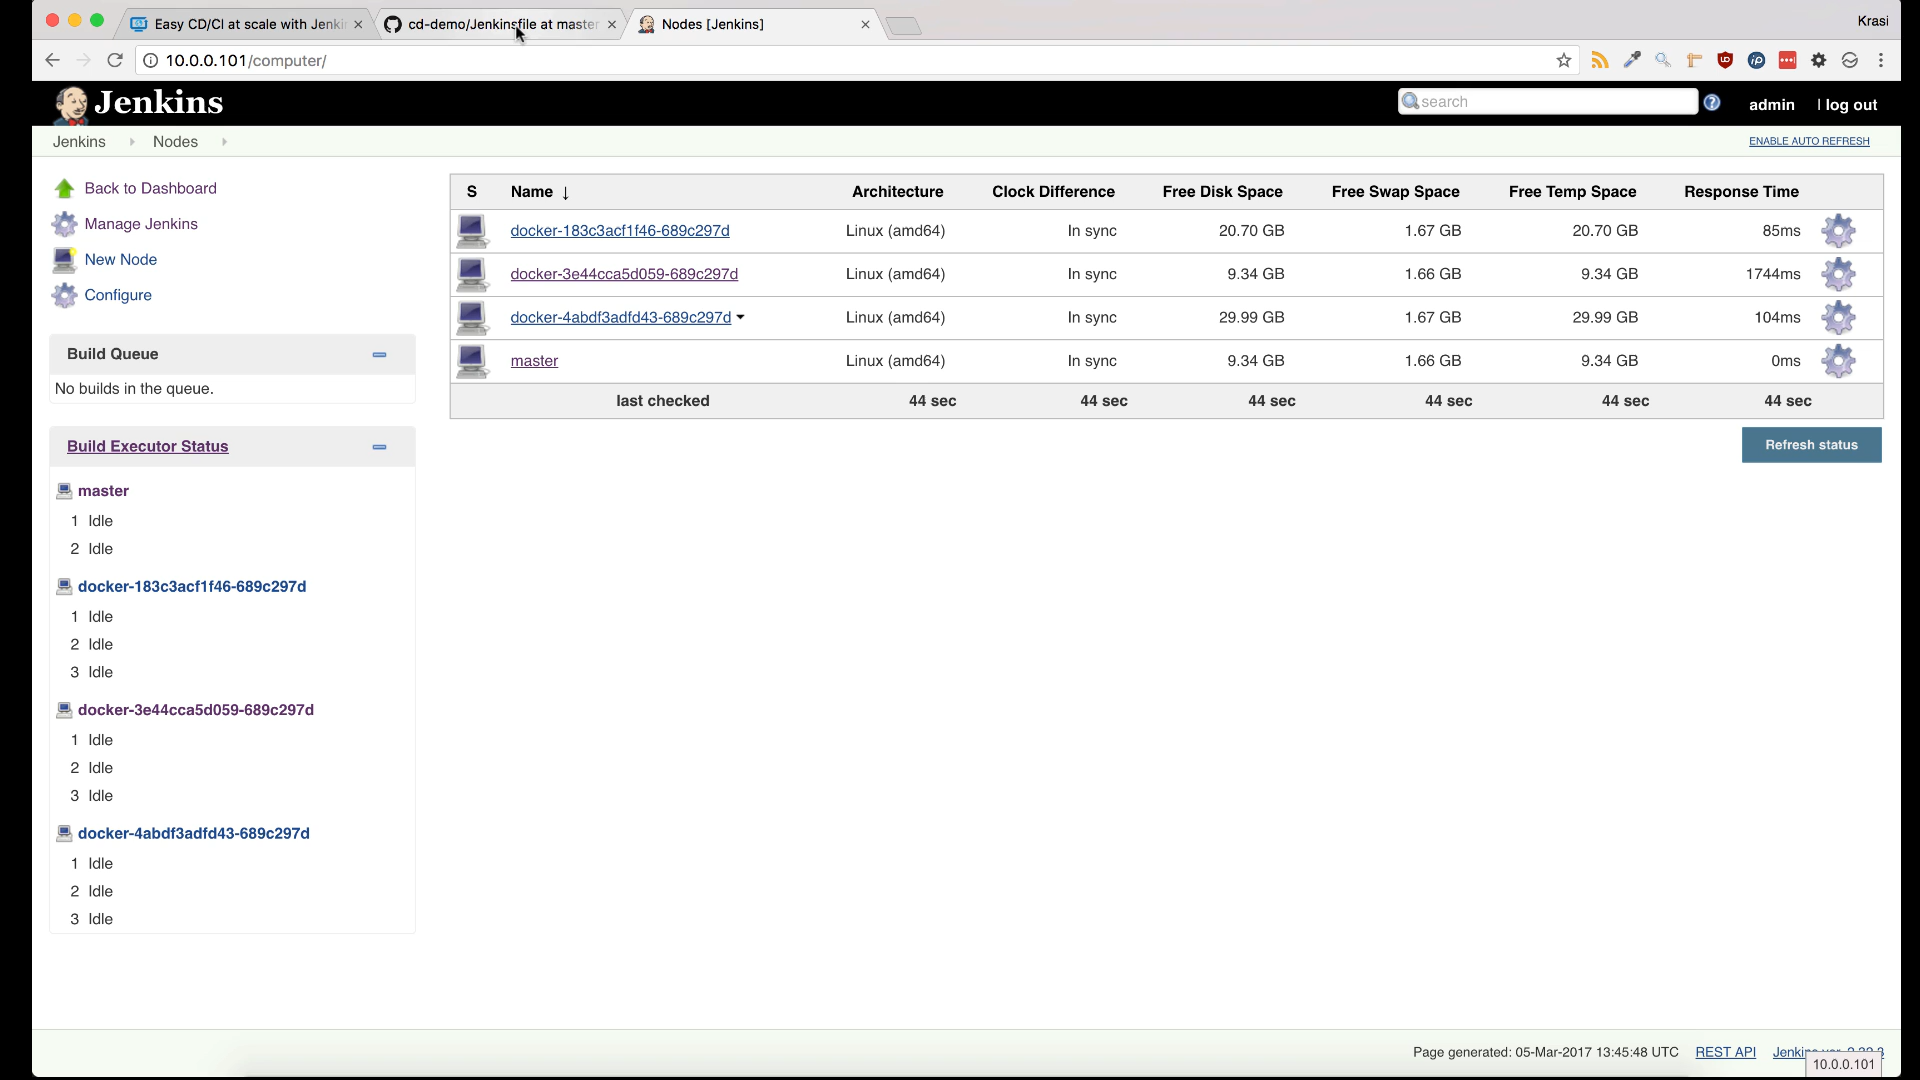 Easy CD/CI at scale with Jenki
cd-demo/Jenkinsfile at master
Nodes [Jenkins]
Krasi
10.0.0.101/computer/
Jenkins
search
admin
| log out
Jenkins
Nodes
ENABLE AUTO REFRESH
Back to Dashboard
Manage Jenkins
New Node
Configure
Build Queue
No builds in the queue.
Build Executor Status
master
1 Idle
2 Idle
docker-183c3acf1f46-689c297d
1 Idle
2 Idle
3 Idle
docker-3e44cca5d059-689c297d
1 Idle
2 Idle
3 Idle
docker-4abdf3adfd43-689c297d
1 Idle
2 Idle
3 Idle
S Name ↓ Architecture Clock Difference Free Disk Space Free Swap Space Free Temp Space Response Time
docker-183c3acf1f46-689c297d Linux (amd64) In sync 20.70 GB 1.67 GB 20.70 GB 85ms
docker-3e44cca5d059-689c297d Linux (amd64) In sync 9.34 GB 1.66 GB 9.34 GB 1744ms
docker-4abdf3adfd43-689c297d Linux (amd64) In sync 29.99 GB 1.67 GB 29.99 GB 104ms
master Linux (amd64) In sync 9.34 GB 1.66 GB 9.34 GB 0ms
last checked 44 sec 44 sec 44 sec 44 sec 44 sec 44 sec
Refresh status
Page generated: 05-Mar-2017 13:45:48 UTC
REST API
10.0.0.101